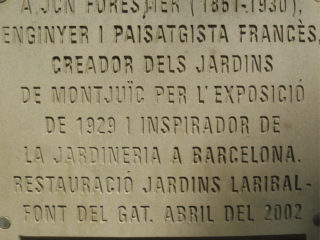 A JCN FORESTIER (1861-1930),
ENGINYER I PAISATGISTA FRANCÈS,
CREADOR DELS JARDINS
DE MONTJUÏC PER L'EXPOSICIÓ
DE 1929 I INSPIRADOR DE
LA JARDINERIA A BARCELONA.
RESTAURACIÓ JARDINS LARIBAL-
FONT DEL GAT. ABRIL DEL 2002